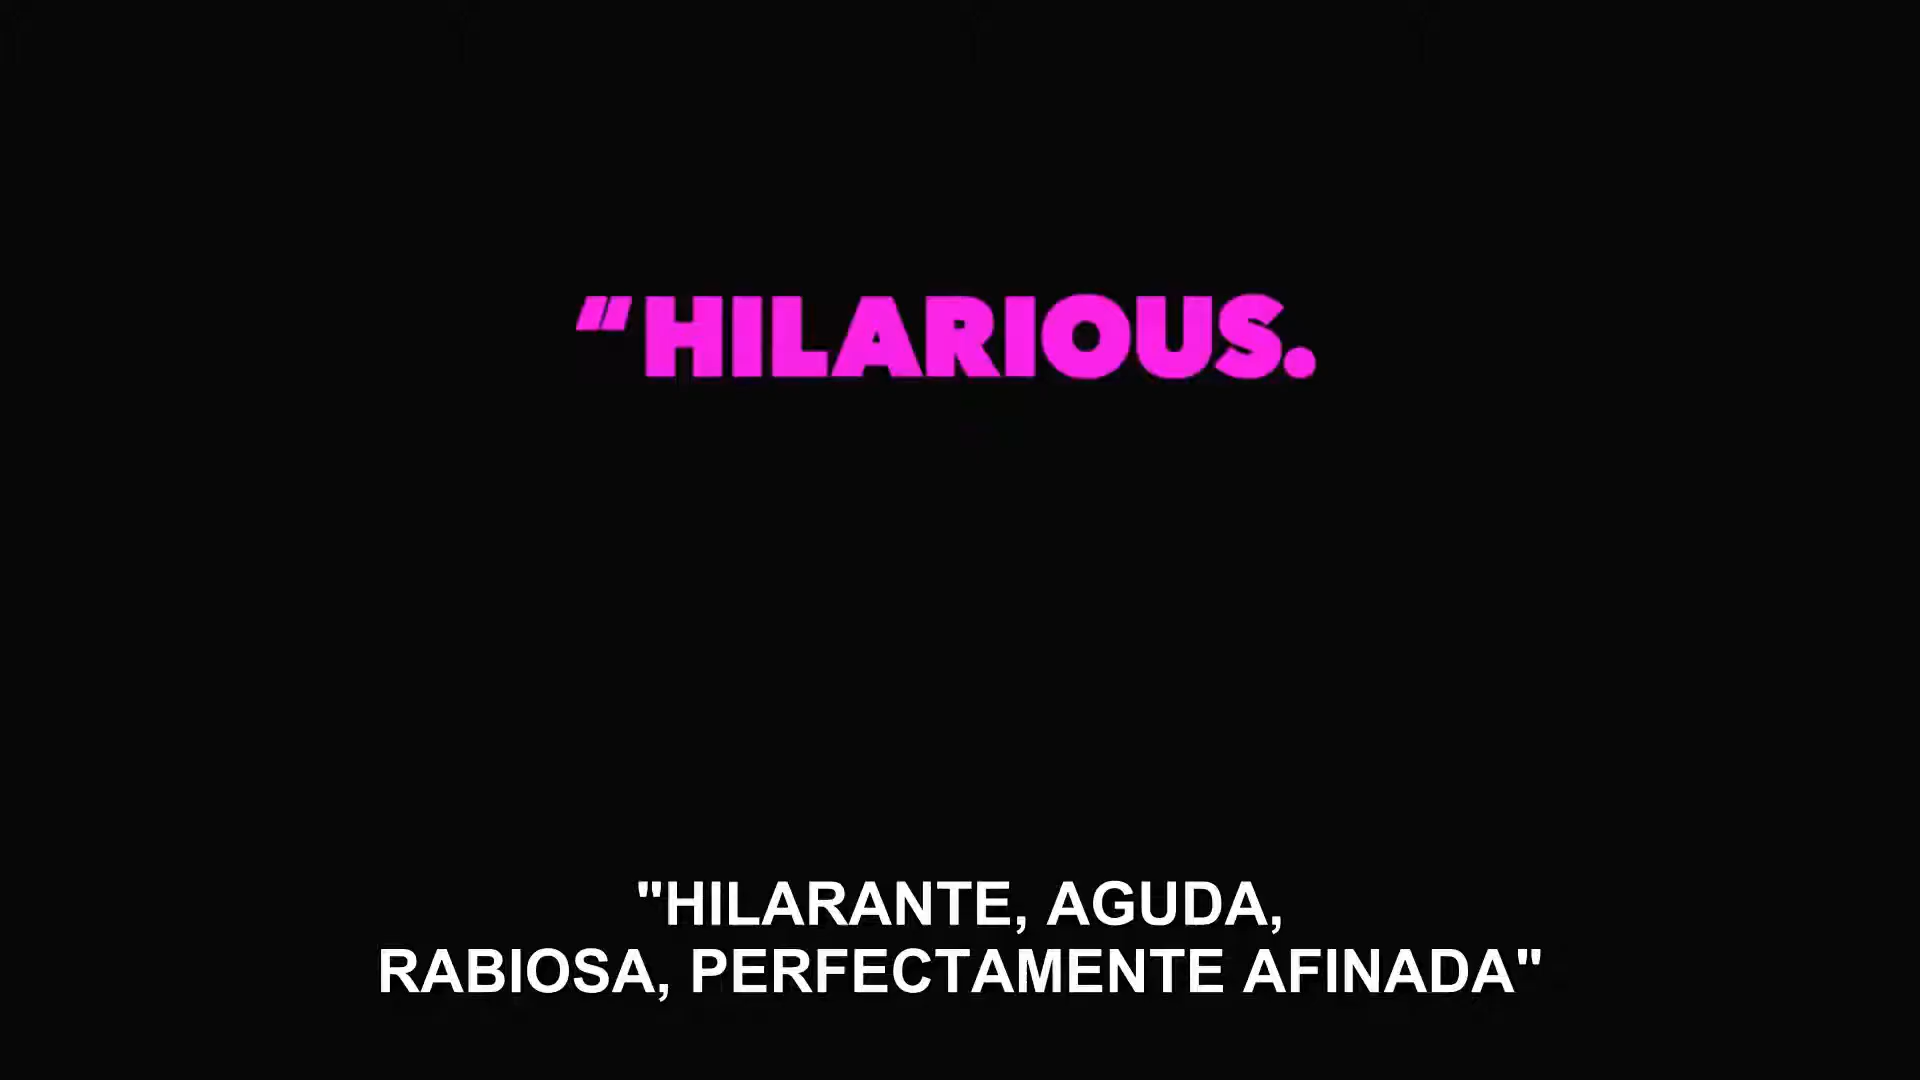 “HILARIOUS.
"HILARANTE, AGUDA,
RABIOSA, PERFECTAMENTE AFINADA"